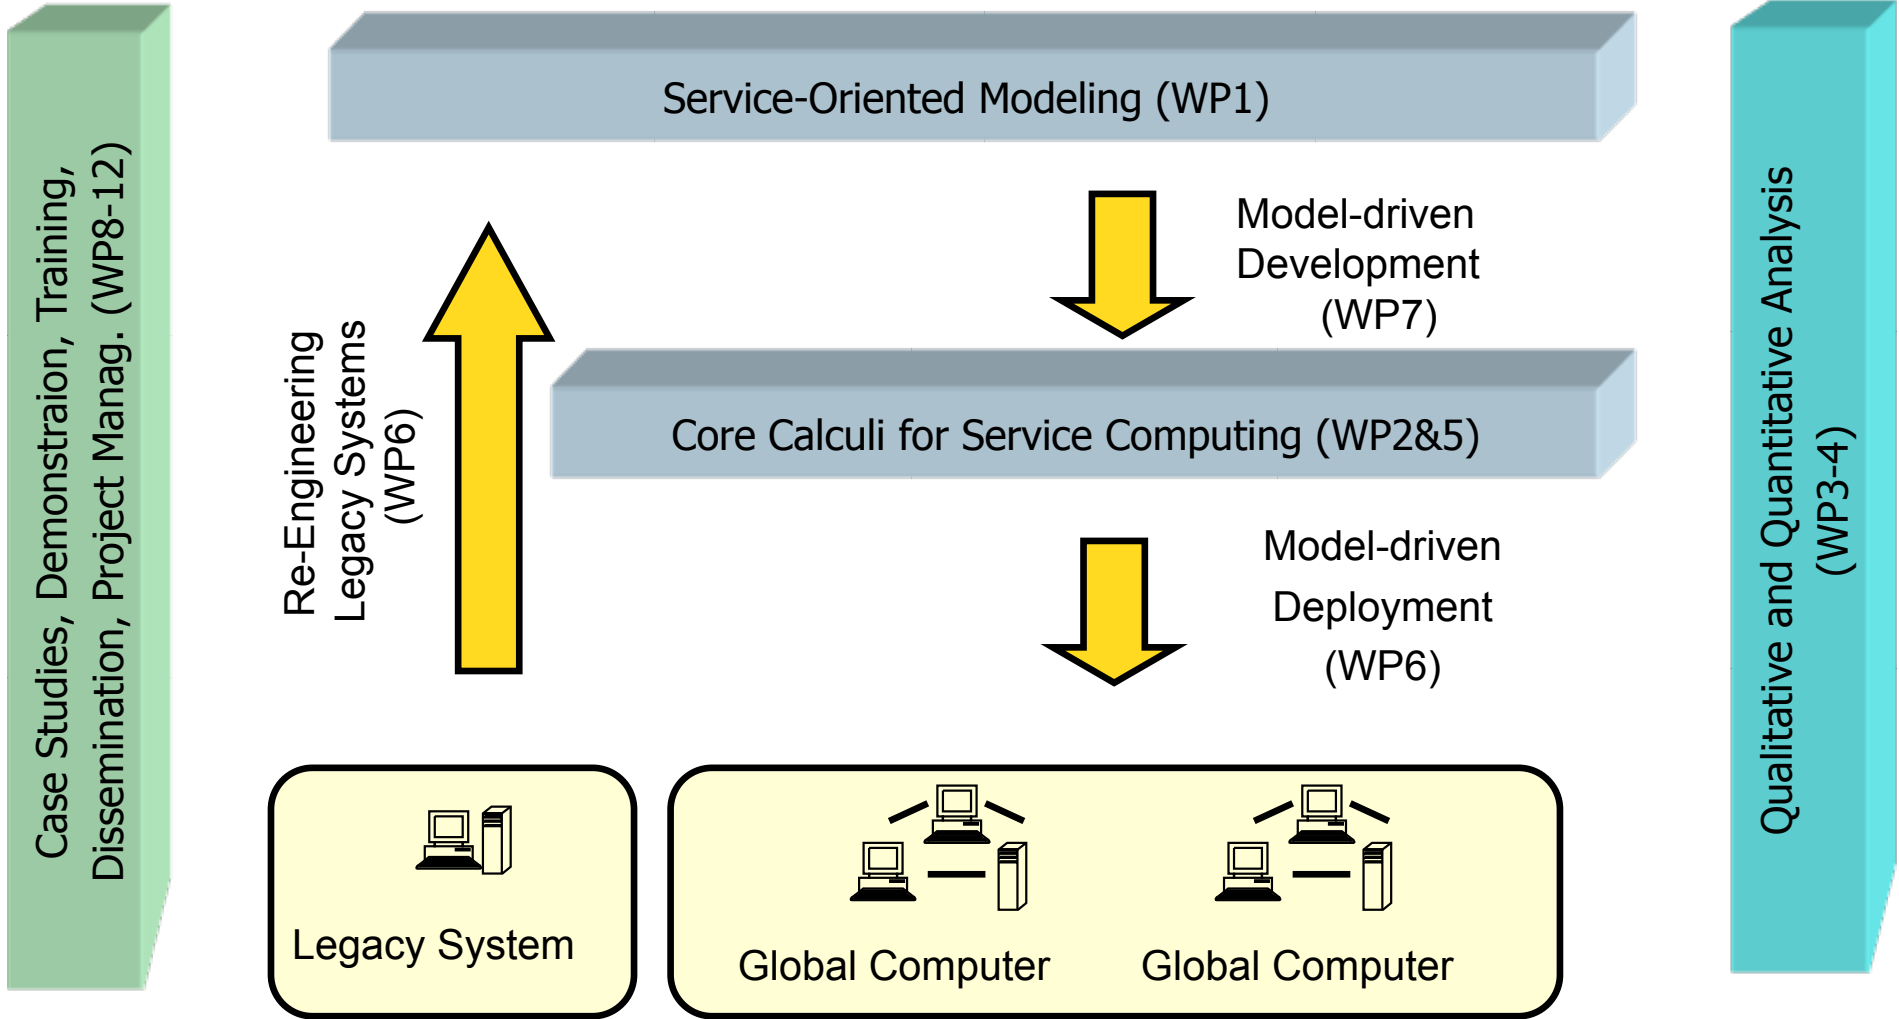 Case Studies, Demonstraion, Training,
Dissemination, Project Manag. (WP8-12)
Service-Oriented Modeling (WP1)
Re-Engineering
Legacy Systems
(WP6)
Model-driven
Development
(WP7)
Core Calculi for Service Computing (WP2&5)
Model-driven
Deployment
(WP6)
Legacy System
Global Computer
Global Computer
Qualitative and Quantitative Analysis
(WP3-4)